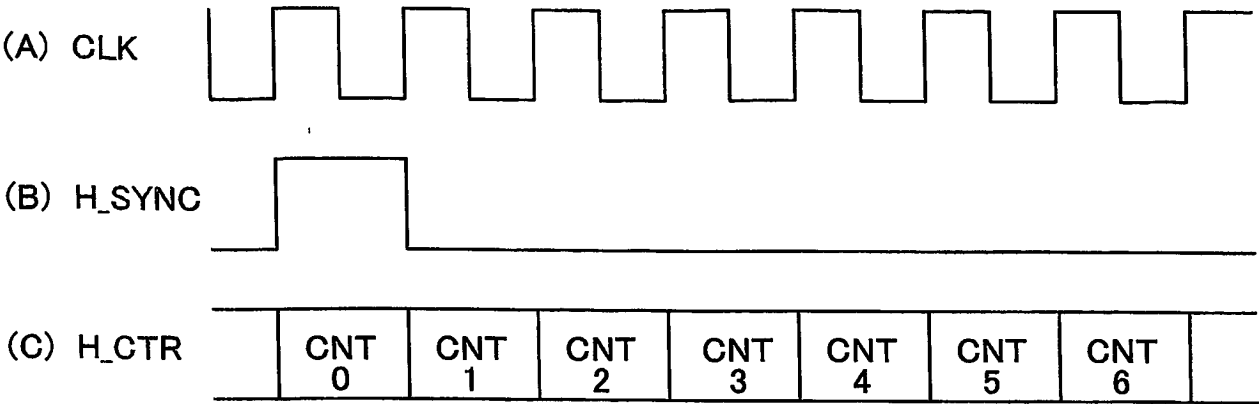 (A) CLK
(B) H_SYNC
(C) H_CTR
CNT 0
CNT 1
CNT 2
CNT 3
CNT 4
CNT 5
CNT 6